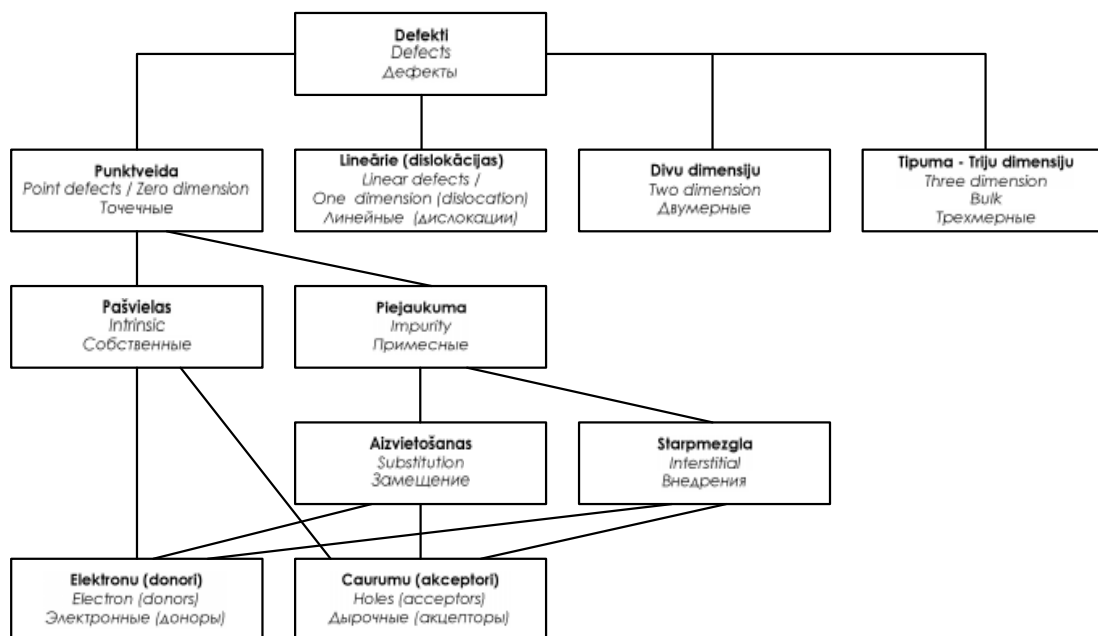 Defekti
Defects
Дефекты
Punktveida
Point defects / Zero dimension
Точечные
Lineārie (dislokācijas)
Linear defects /
One dimension (dislocation)
Линейные (дислокации)
Divu dimensiju
Two dimension
Двумерные
Tipuma - Triju dimensiju
Three dimension
Bulk
Трехмерные
Pašvielas
Intrinsic
Собственные
Piejaukuma
Impurity
Примесные
Aizvietošanas
Substitution
Замещение
Starpmezgla
Interstitial
Внедрения
Elektronu (donori)
Electron (donors)
Электронные (доноры)
Caurumu (akceptori)
Holes (acceptors)
Дырочные (акцепторы)